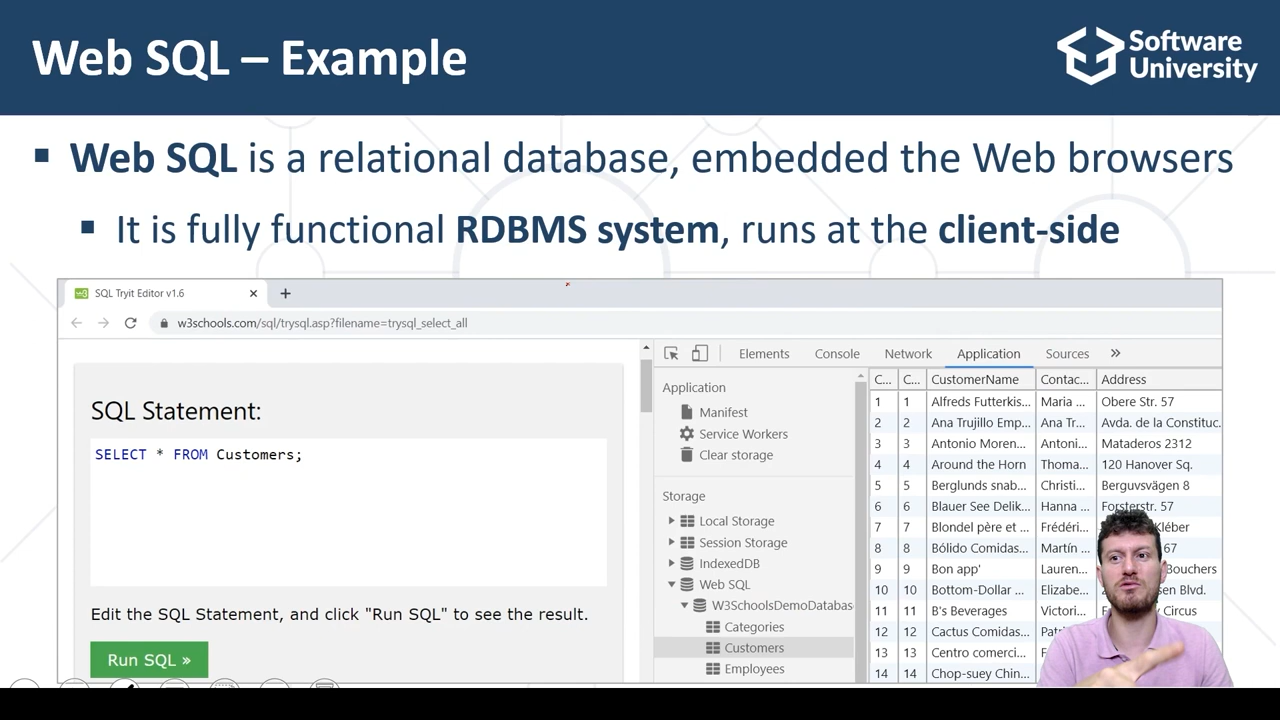 Web SQL – Example
Software
University
Web SQL is a relational database, embedded the Web browsers
It is fully functional RDBMS system, runs at the client-side
SQL Tryit Editor v1.6
w3schools.com/sql/trysql.asp?filename=trysql_select_all
SQL Statement:
SELECT * FROM Customers;
Edit the SQL Statement, and click "Run SQL" to see the result.
Run SQL »
Elements Console Network Application Sources »
Application
Manifest
Service Workers
Clear storage
Storage
Local Storage
Session Storage
IndexedDB
Web SQL
W3SchoolsDemoDatabas
Categories
Customers
Employees
C... C... CustomerName Contac... Address
1 1 Alfreds Futterkis... Maria ... Obere Str. 57
2 2 Ana Trujillo Emp... Ana Tr... Avda. de la Constituc.
3 3 Antonio Moren... Antoni... Mataderos 2312
4 4 Around the Horn Thoma... 120 Hanover Sq.
5 5 Berglunds snab... Christi... Berguvsvägen 8
6 6 Blauer See Delik... Hanna ... Forsterstr. 57
7 7 Blondel père et ... Frédéri... Kléber
8 8 Bólido Comidas... Martín ... 67
9 9 Bon app' Lauren... Bouchers
10 10 Bottom-Dollar ... Elizabe... Blvd.
11 11 B's Beverages Victori... Circus
12 12 Cactus Comidas...
13 13 Centro comerci...
14 14 Chop-suey Chin...